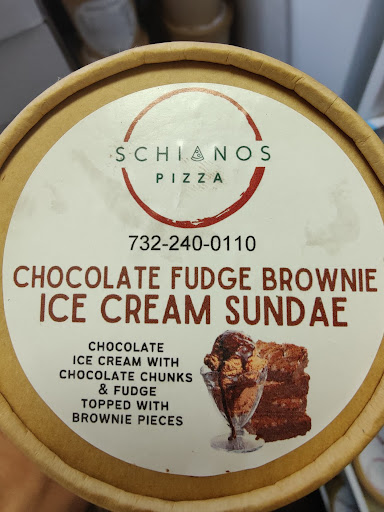 SCHIANOS
PIZZA
732-240-0110
CHOCOLATE FUDGE BROWNIE
ICE CREAM SUNDAE
CHOCOLATE
ICE CREAM WITH
CHOCOLATE CHUNKS
& FUDGE
TOPPED WITH
BROWNIE PIECES